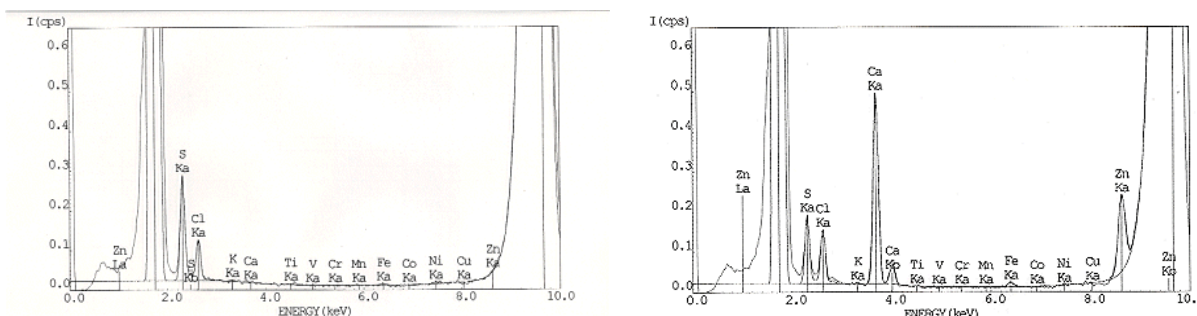 I(cps)
0.6
0.5
0.4
0.3
0.2
0.1
0.0
Zn
La
S
Ka
S
Cl
Ka
K
Ka
Ca
Ka
Ti
Ka
V
Ka
Cr
Ka
Mn
Ka
Fe
Ka
Co
Ka
Ni
Ka
Cu
Ka
Zn
Ka
0.0 2.0 4.0 6.0 8.0 10.0
ENERGY(keV)
I(cps)
0.6
0.5
0.4
0.3
0.2
0.1
0.0
Zn
La
S
Ka
Cl
Ka
K
Ka
Ca
Ka
Ca
Ti
Ka
V
Ka
Cr
Ka
Mn
Ka
Fe
Ka
Co
Ka
Ni
Ka
Cu
Ka
Zn
Ka
Zn
0.0 2.0 4.0 6.0 8.0 10.
ENERGY(keV)